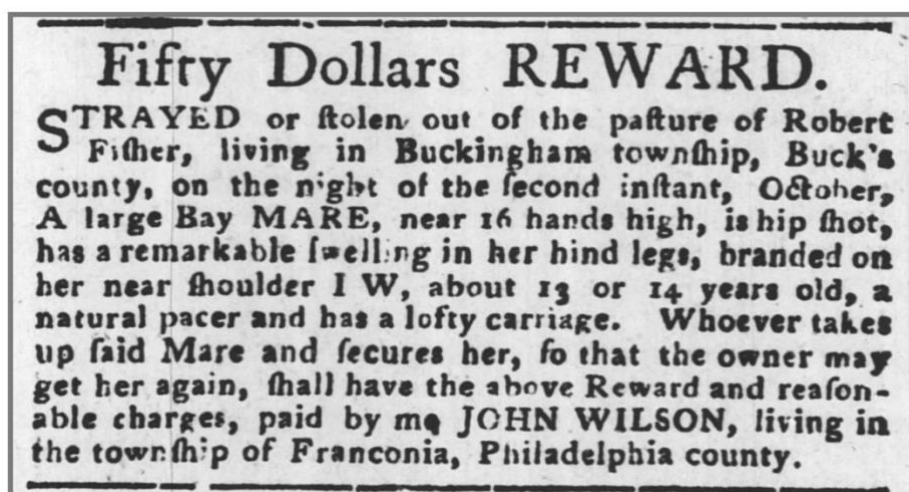 Fifty Dollars REWARD.
STRAYED or ſtolen out of the paſture of Robert
Fiſher, living in Buckingham townſhip, Buck's
county, on the night of the ſecond inſtant, October,
A large Bay MARE, near 16 hands high, is hip ſhot,
has a remarkable ſwelling in her hind legs, branded on
her near ſhoulder I W, about 13 or 14 years old, a
natural pacer and has a lofty carriage. Whoever takes
up ſaid Mare and ſecures her, ſo that the owner may
get her again, ſhall have the above Reward and reaſon-
able charges, paid by me JOHN WILSON, living in
the townſhip of Franconia, Philadelphia county.